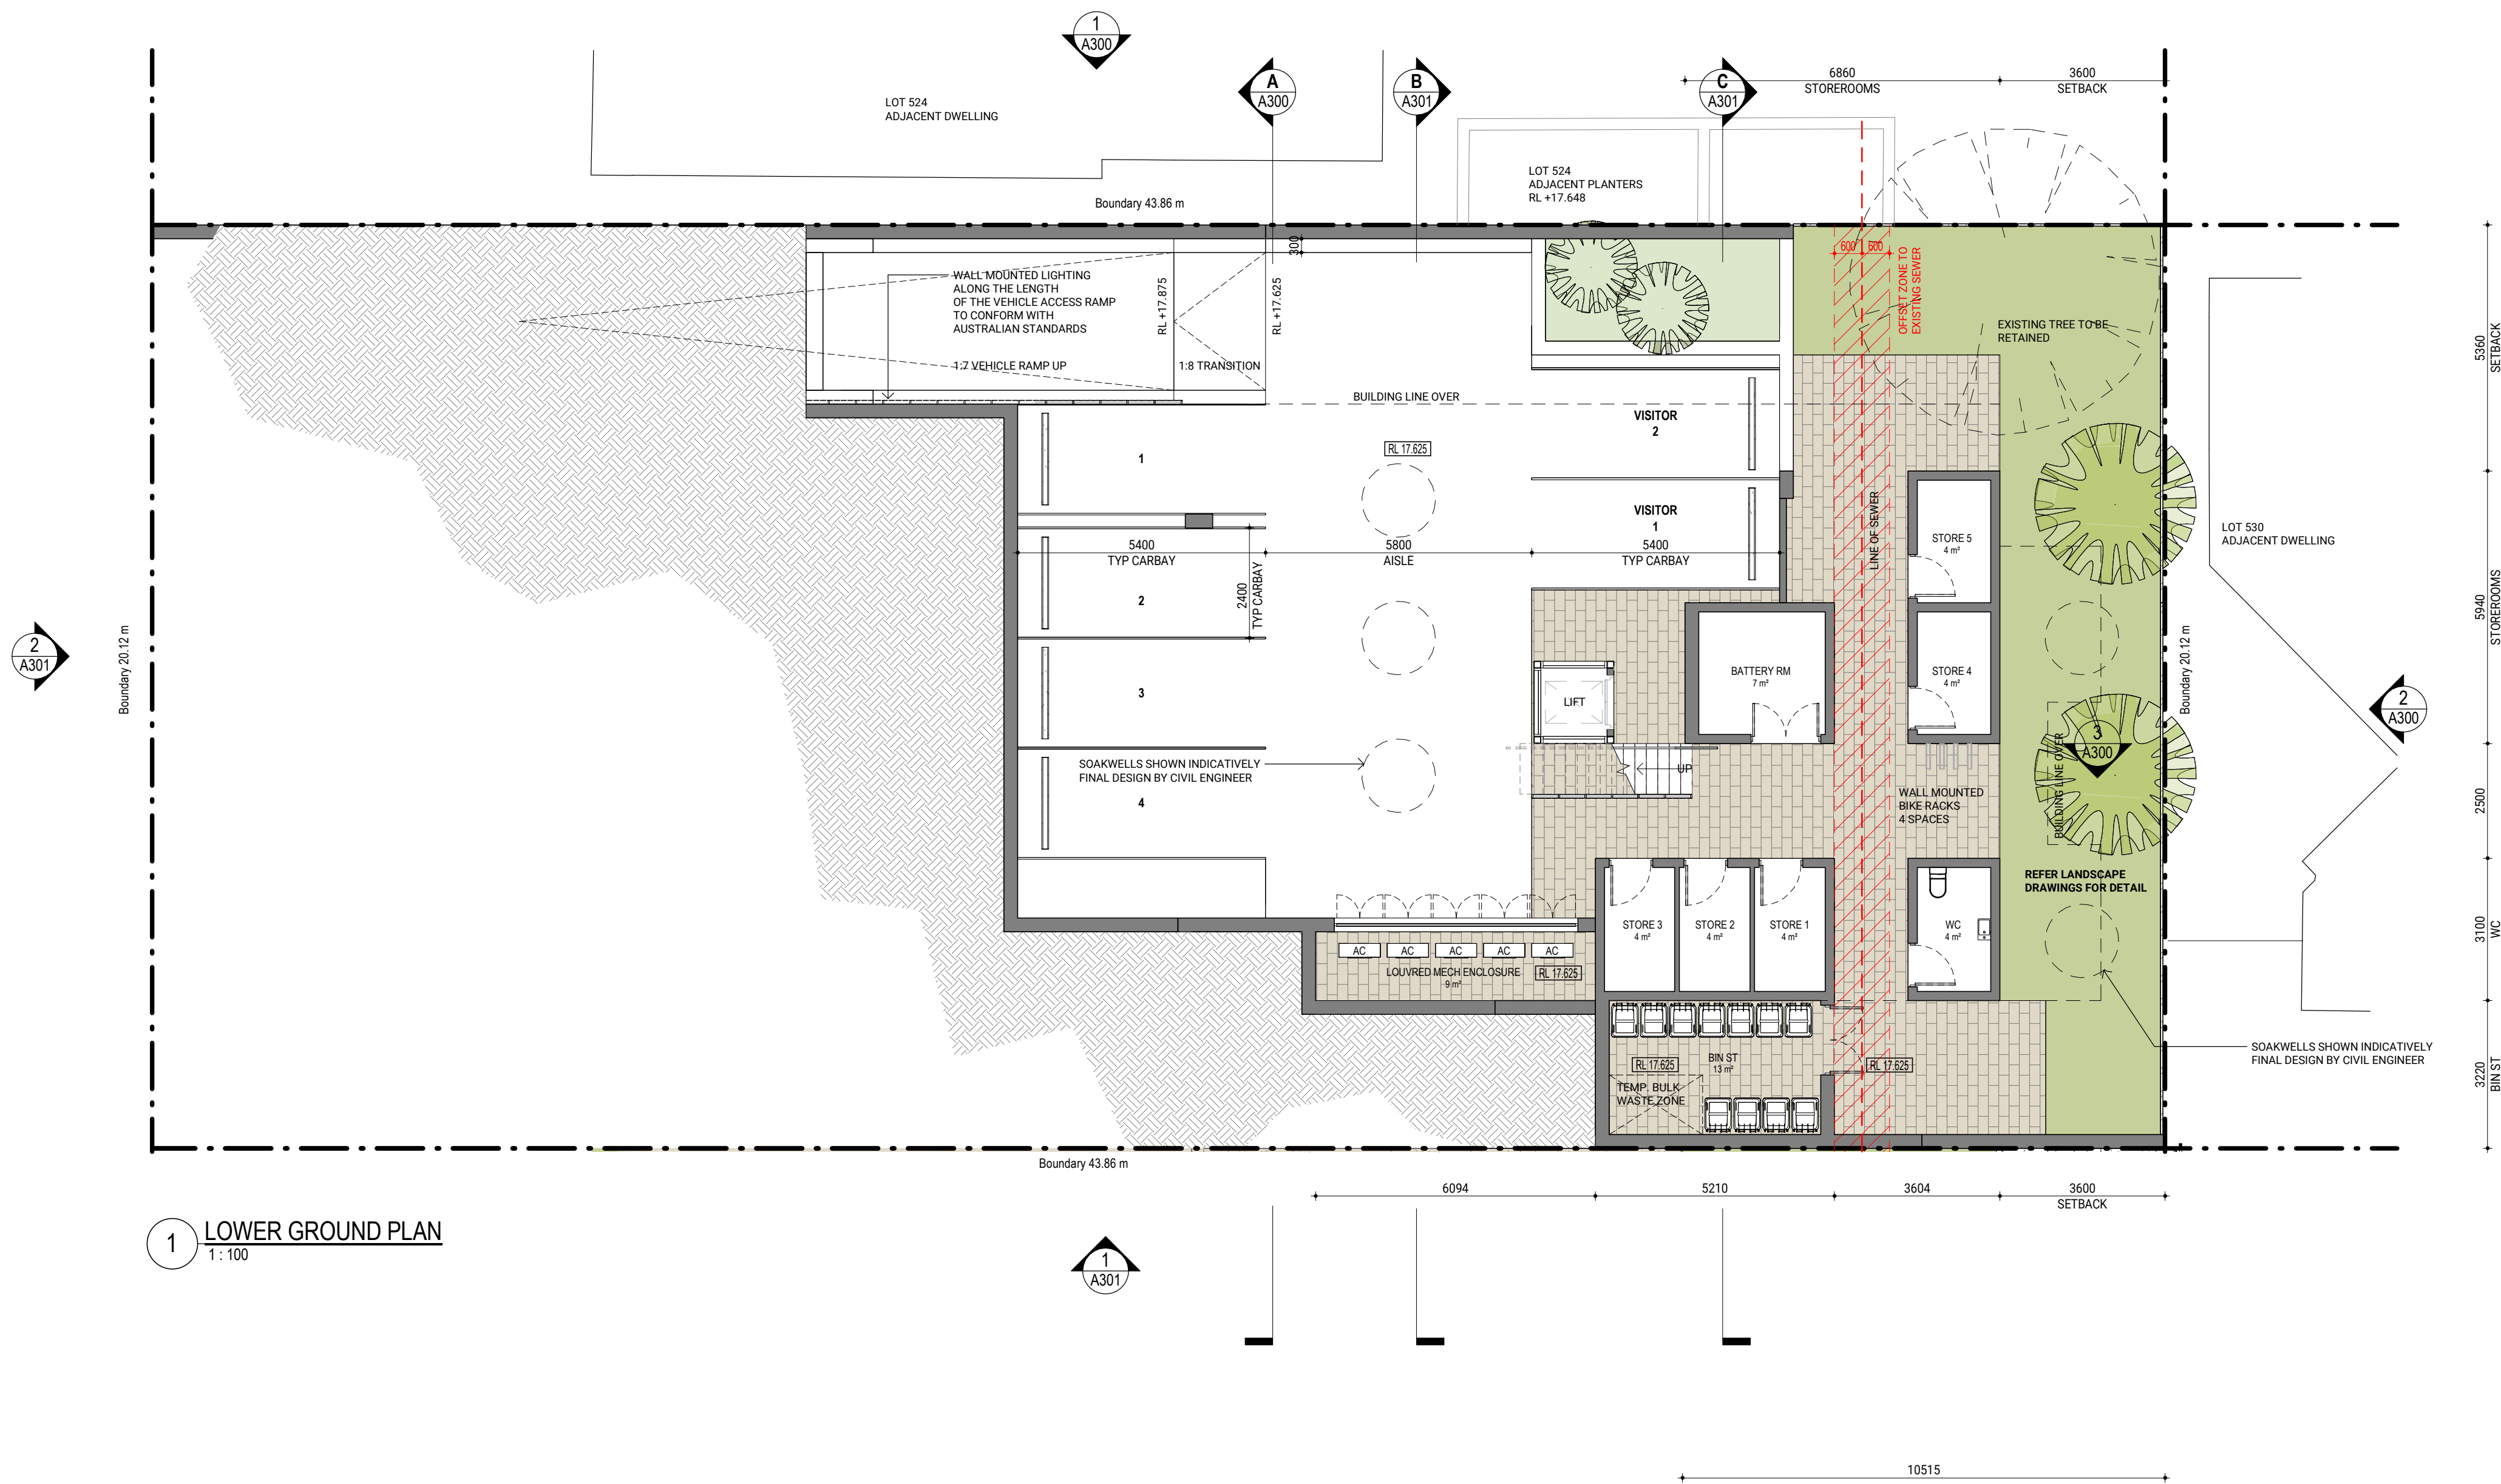 1
A300
A
A300
B
A301
C
A301
6860
STOREROOMS
3600
SETBACK
LOT 524
ADJACENT DWELLING
LOT 524
ADJACENT PLANTERS
RL +17.648
Boundary 43.86 m
300
600
600
OFFSET ZONE TO
EXISTING SEWER
WALL MOUNTED LIGHTING
ALONG THE LENGTH
OF THE VEHICLE ACCESS RAMP
TO CONFORM WITH
AUSTRALIAN STANDARDS
RL +17.875
RL +17.625
1:7 VEHICLE RAMP UP
1:8 TRANSITION
EXISTING TREE TO BE
RETAINED
5360
SETBACK
BUILDING LINE OVER
VISITOR
2
RL 17.625
1
VISITOR
1
LINE OF SEWER
STORE 5
4 m²
LOT 530
ADJACENT DWELLING
5400
TYP CARBAY
5800
AISLE
5400
TYP CARBAY
2400
TYP CARBAY
2
5940
STOREROOMS
2
A301
Boundary 20.12 m
BATTERY RM
7 m²
STORE 4
4 m²
Boundary 20.12 m
3
LIFT
2
A300
3
A300
BUILDING LINE OVER
SOAKWELLS SHOWN INDICATIVELY
FINAL DESIGN BY CIVIL ENGINEER
UP
4
WALL MOUNTED
BIKE RACKS
4 SPACES
2500
REFER LANDSCAPE
DRAWINGS FOR DETAIL
STORE 3
4 m²
STORE 2
4 m²
STORE 1
4 m²
WC
4 m²
3100
WC
AC
AC
AC
AC
AC
LOUVRED MECH ENCLOSURE
9 m²
RL 17.625
BIN ST
13 m²
RL 17.625
RL 17.625
TEMP. BULK
WASTE ZONE
SOAKWELLS SHOWN INDICATIVELY
FINAL DESIGN BY CIVIL ENGINEER
3220
BIN ST
Boundary 43.86 m
6094
5210
3604
3600
SETBACK
1
LOWER GROUND PLAN
1 : 100
1
A301
10515